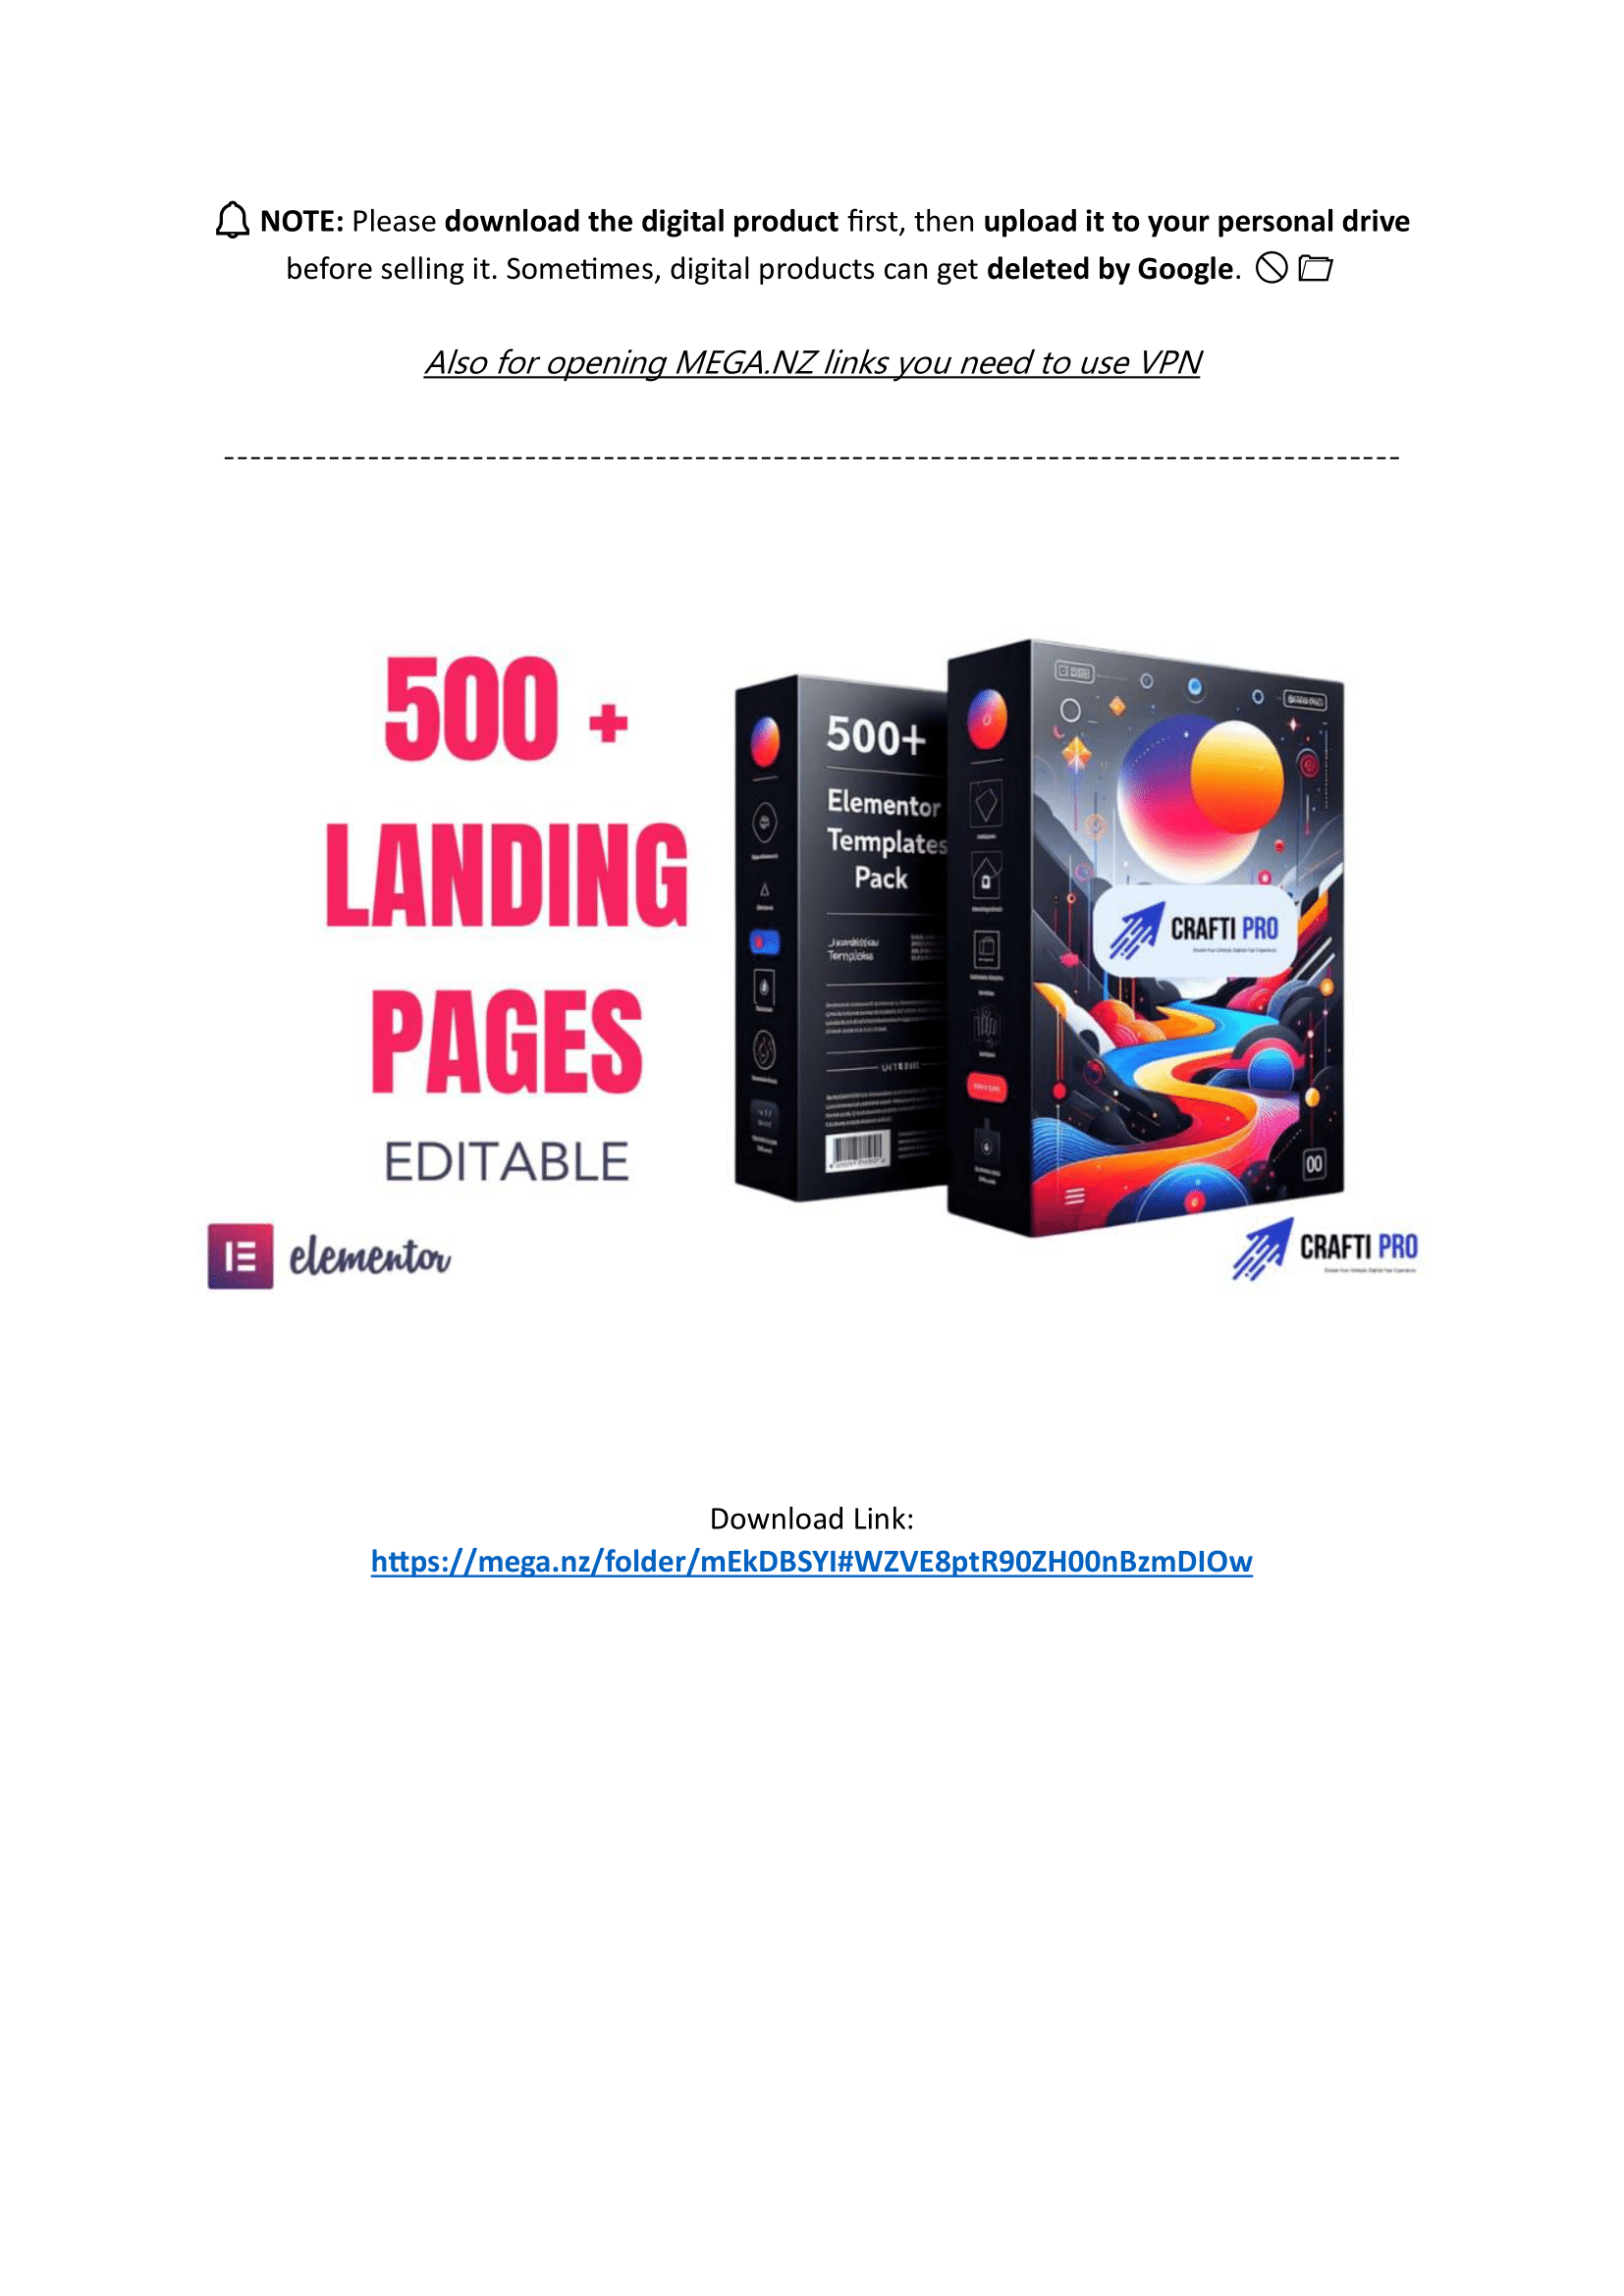 NOTE: Please download the digital product first, then upload it to your personal drive
before selling it. Sometimes, digital products can get deleted by Google.
Also for opening MEGA.NZ links you need to use VPN
------------------------------------------------------------------------------------------
500 +
LANDING
PAGES
EDITABLE
elementor
500+
Elementor
Templates
Pack
CRAFTI PRO
00
CRAFTI PRO
Download Link:
https://mega.nz/folder/mEkDBSYI#WZVE8ptR90ZH00nBzmDIOw